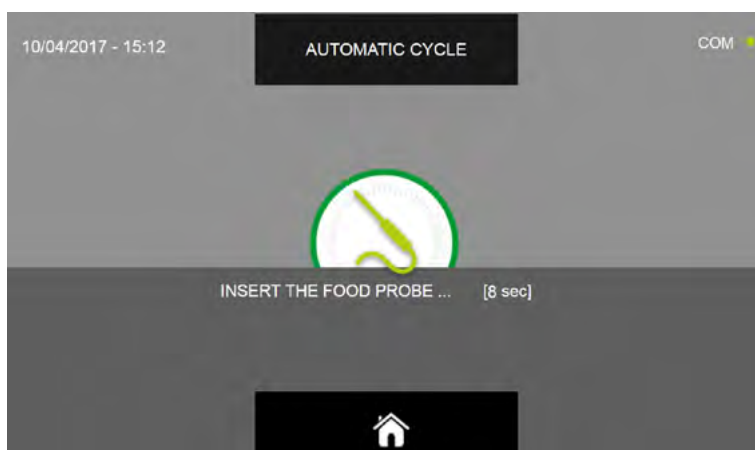 10/04/2017 - 15:12
AUTOMATIC CYCLE
COM
INSERT THE FOOD PROBE ... [8 sec]